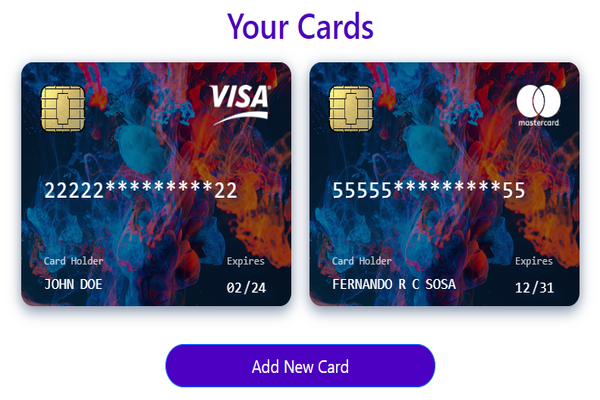 Your Cards
VISA
22222*********22
Card Holder
Expires
JOHN DOE
02/24
mastercard
55555*********55
Card Holder
Expires
FERNANDO R C SOSA
12/31
Add New Card